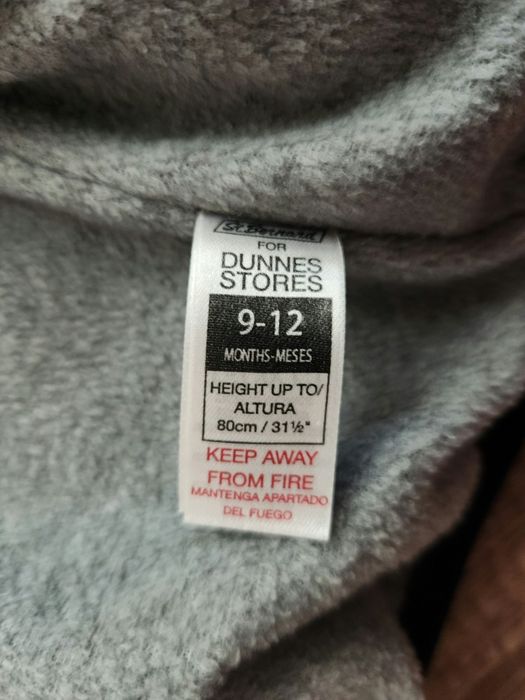 St. Bernard
FOR
DUNNES
STORES
9-12
MONTHS-MESES
HEIGHT UP TO/
ALTURA
80cm / 31½"
KEEP AWAY
FROM FIRE
MANTENGA APARTADO
DEL FUEGO